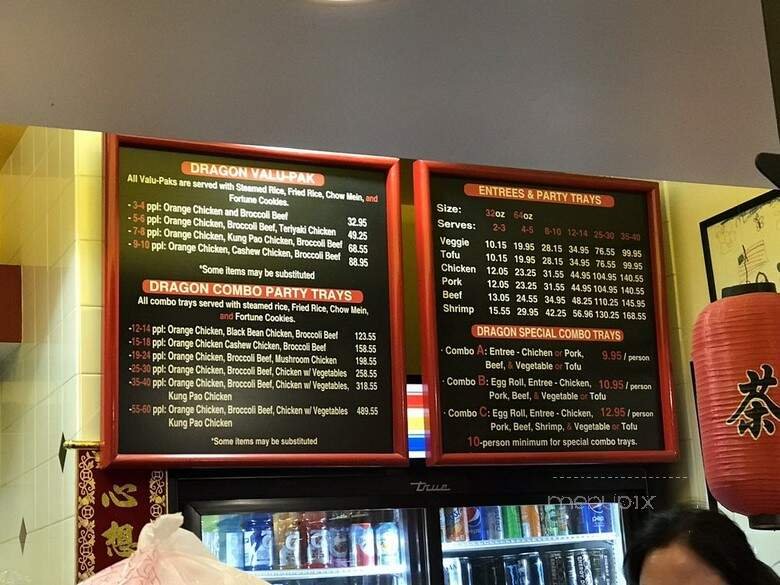 DRAGON VALU-PAK
All Valu-Paks are served with Steamed Rice, Fried Rice, Chow Mein, and
Fortune Cookies.
- 3-4 ppl: Orange Chicken and Broccoli Beef 32.95
- 5-6 ppl: Orange Chicken, Broccoli Beef, Teriyaki Chicken 49.25
- 7-8 ppl: Orange Chicken, Kung Pao Chicken, Broccoli Beef 68.55
- 9-10 ppl: Orange Chicken, Cashew Chicken, Broccoli Beef 88.95
*Some items may be substituted
DRAGON COMBO PARTY TRAYS
All combo trays served with steamed rice, Fried Rice, Chow Mein,
and Fortune Cookies.
-12-14 ppl: Orange Chicken, Black Bean Chicken, Broccoli Beef 123.55
-15-18 ppl: Orange Chicken Cashew Chicken, Broccoli Beef 158.55
-19-24 ppl: Orange Chicken, Broccoli Beef, Mushroom Chicken 198.55
-25-30 ppl: Orange Chicken, Broccoli Beef, Chicken w/ Vegetables 258.55
-35-40 ppl: Orange Chicken, Broccoli Beef, Chicken w/ Vegetables, 318.55
Kung Pao Chicken
-55-60 ppl: Orange Chicken, Broccoli Beef, Chicken w/ Vegetables 489.55
Kung Pao Chicken
*Some items may be substituted
ENTREES & PARTY TRAYS
Size: 32oz 64oz
Serves: 2-3 4-5 8-10 12-14 25-30 35-40
Veggie 10.15 19.95 28.15 34.95 76.55 99.95
Tofu 10.15 19.95 28.15 34.95 76.55 99.95
Chicken 12.05 23.25 31.55 44.95 104.95 140.55
Pork 12.05 23.25 31.55 44.95 104.95 140.55
Beef 13.05 24.55 34.95 48.25 110.25 145.95
Shrimp 15.55 29.95 42.25 56.96 130.25 168.55
DRAGON SPECIAL COMBO TRAYS
· Combo A: Entree - Chichen or Pork, 9.95 / person
Beef, & Vegetable or Tofu
· Combo B: Egg Roll, Entree - Chicken, 10.95 / person
Pork, Beef, & Vegetable or Tofu
· Combo C: Egg Roll, Entree - Chicken, 12.95 / person
Pork, Beef, Shrimp, & Vegetable or Tofu
10-person minimum for special combo trays.
茶
true
menupix
心
想
pepsi